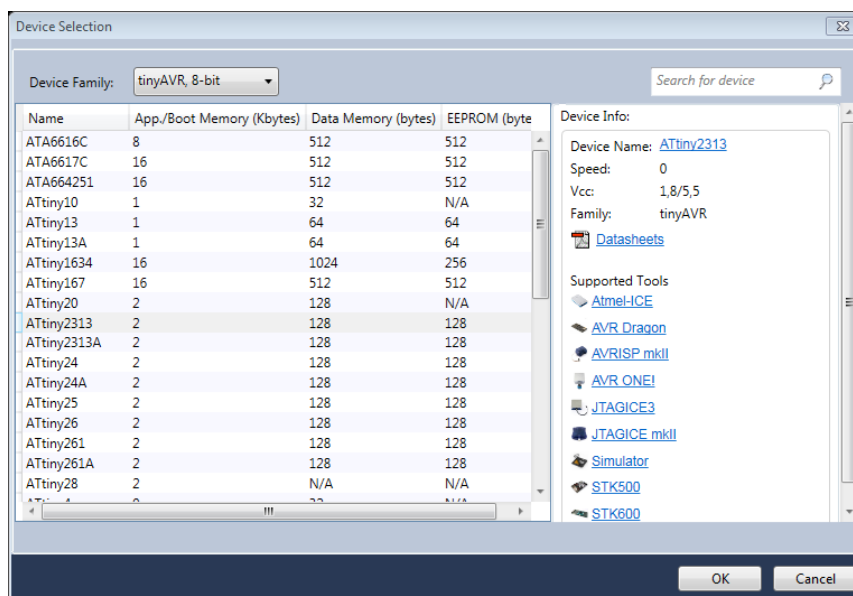 Device Selection
Device Family: tinyAVR, 8-bit Search for device
Name App./Boot Memory (Kbytes) Data Memory (bytes) EEPROM (byte
ATA6616C 8 512 512
ATA6617C 16 512 512
ATA664251 16 512 512
ATtiny10 1 32 N/A
ATtiny13 1 64 64
ATtiny13A 1 64 64
ATtiny1634 16 1024 256
ATtiny167 16 512 512
ATtiny20 2 128 N/A
ATtiny2313 2 128 128
ATtiny2313A 2 128 128
ATtiny24 2 128 128
ATtiny24A 2 128 128
ATtiny25 2 128 128
ATtiny26 2 128 128
ATtiny261 2 128 128
ATtiny261A 2 128 128
ATtiny28 2 N/A N/A
Device Info:
Device Name: ATtiny2313
Speed: 0
Vcc: 1,8/5,5
Family: tinyAVR
Datasheets
Supported Tools
Atmel-ICE
AVR Dragon
AVRISP mkII
AVR ONE!
JTAGICE3
JTAGICE mkII
Simulator
STK500
STK600
OK Cancel